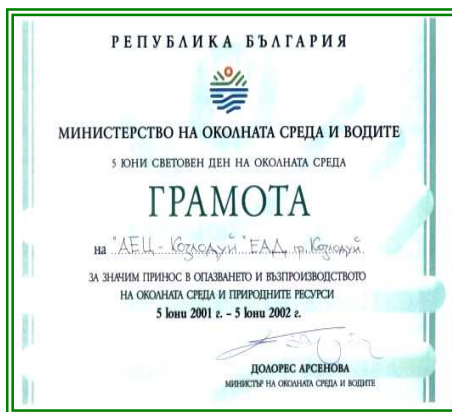 РЕПУБЛИКА БЪЛГАРИЯ
МИНИСТЕРСТВО НА ОКОЛНАТА СРЕДА И ВОДИТЕ
5 ЮНИ СВЕТОВЕН ДЕН НА ОКОЛНАТА СРЕДА
ГРАМОТА
на "АЕЦ - Козлодуй" ЕАД, гр. Козлодуй
ЗА ЗНАЧИМ ПРИНОС В ОПАЗВАНЕТО И ВЪЗПРОИЗВОДСТВОТО
НА ОКОЛНАТА СРЕДА И ПРИРОДНИТЕ РЕСУРСИ
5 юни 2001 г. – 5 юни 2002 г.
ДОЛОРЕС АРСЕНОВА
МИНИСТЪР НА ОКОЛНАТА СРЕДА И ВОДИТЕ